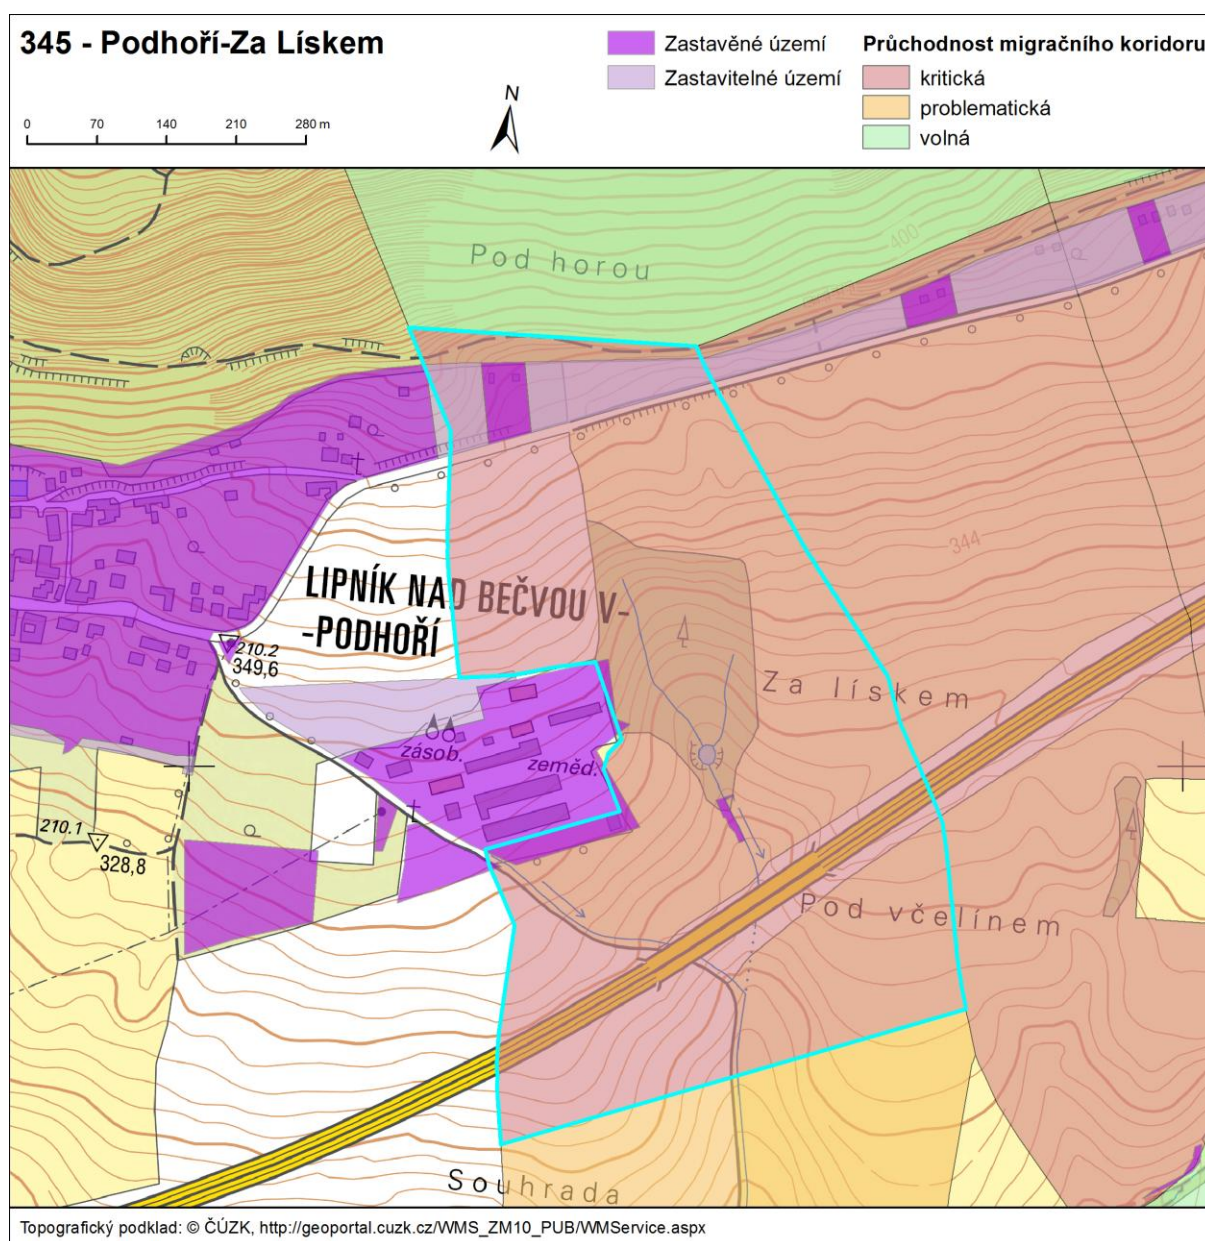 345 - Podhoří-Za Lískem
Zastavěné území
Zastavitelné území
Průchodnost migračního koridoru
kritická
problematická
volná
0 70 140 210 280 m
N
Pod horou
400
344
LIPNÍK NAD BEČVOU V-
-PODHOŘÍ
210.2
349,6
Za lískem
zásob.
zeměd.
210.1
328,8
Pod včelínem
Souhrada
Topografický podklad: © ČÚZK, http://geoportal.cuzk.cz/WMS_ZM10_PUB/WMService.aspx